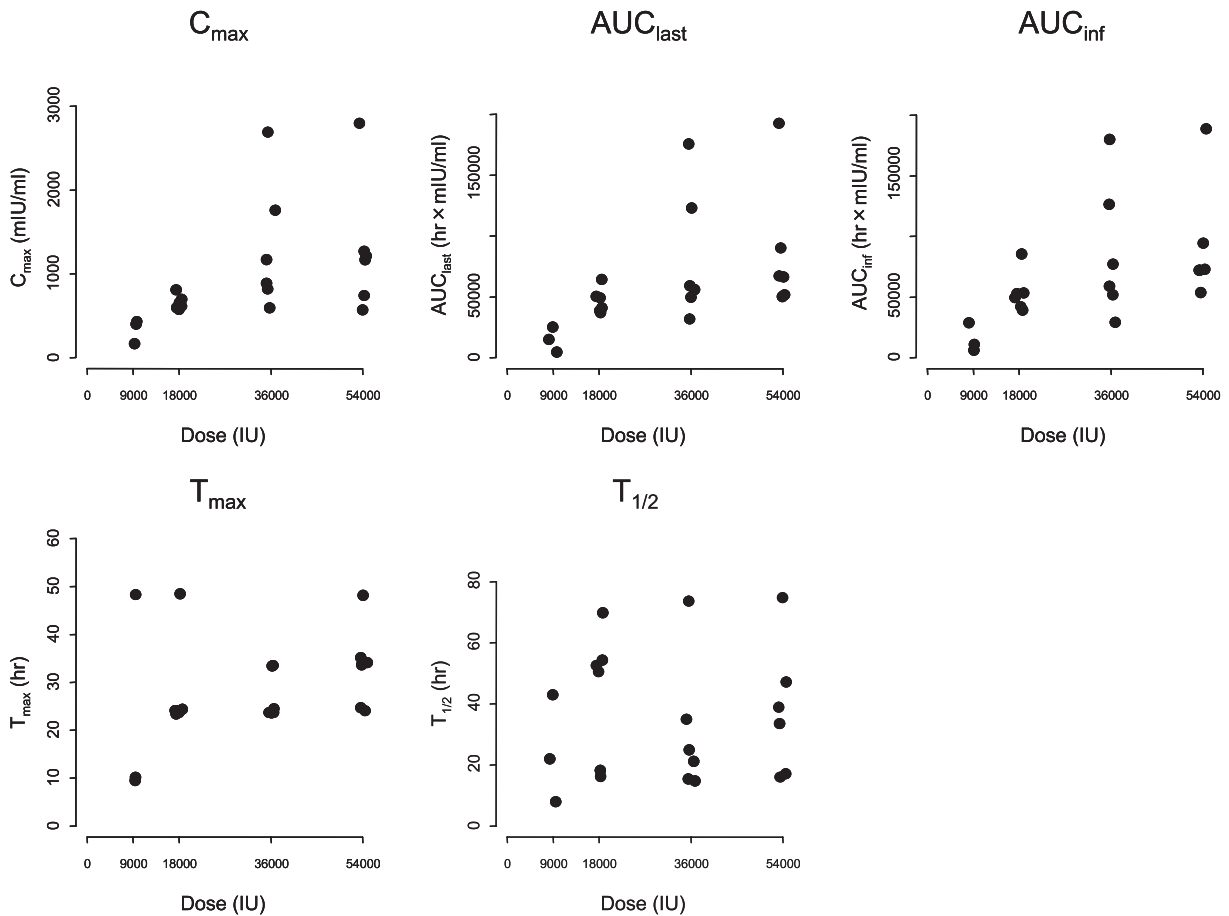 Cmax
AUClast
AUCinf
Cmax (mIU/ml)
0
1000
2000
3000
0 9000 18000 36000 54000
Dose (IU)
AUClast (hr×mIU/ml)
0
50000
150000
0 9000 18000 36000 54000
Dose (IU)
AUCinf (hr×mIU/ml)
0
50000
150000
0 9000 18000 36000 54000
Dose (IU)
Tmax
T1/2
Tmax (hr)
0
10
20
30
40
50
60
0 9000 18000 36000 54000
Dose (IU)
T1/2 (hr)
0
20
40
60
80
0 9000 18000 36000 54000
Dose (IU)